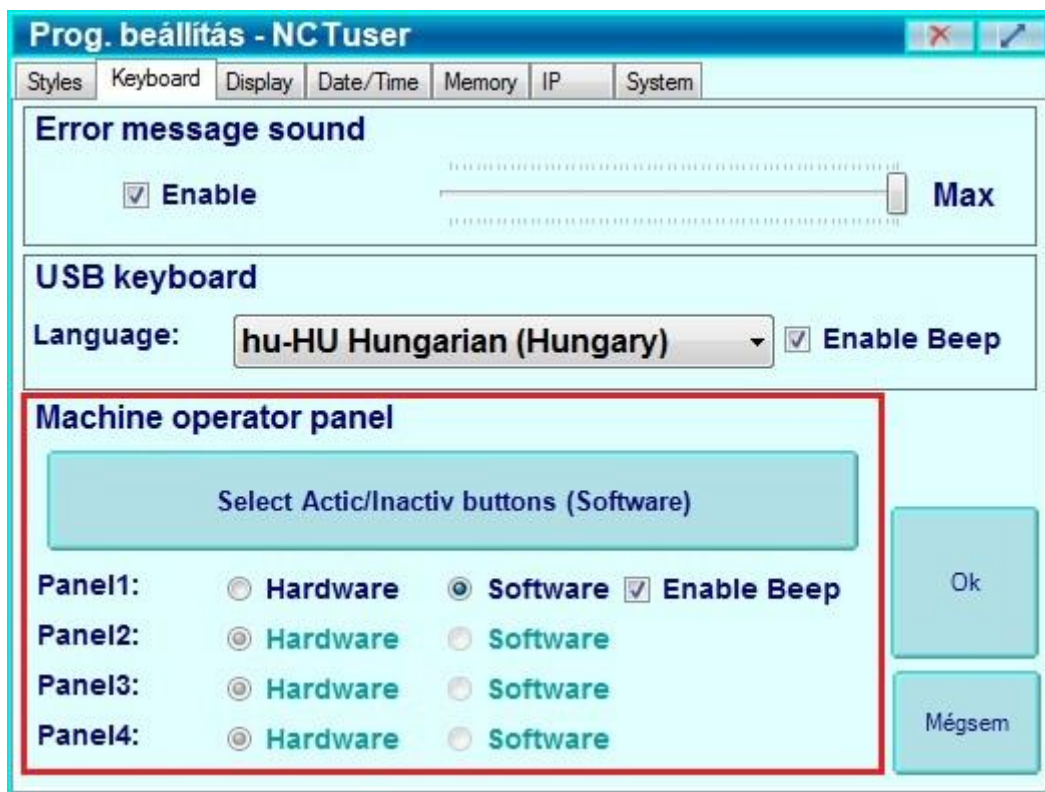 Prog. beállítás - NCTuser
Styles Keyboard Display Date/Time Memory IP System
Error message sound
Enable Max
USB keyboard
Language: hu-HU Hungarian (Hungary) Enable Beep
Machine operator panel
Select Actic/Inactiv buttons (Software)
Panel1: Hardware Software Enable Beep
Panel2: Hardware Software
Panel3: Hardware Software
Panel4: Hardware Software
Ok
Mégsem